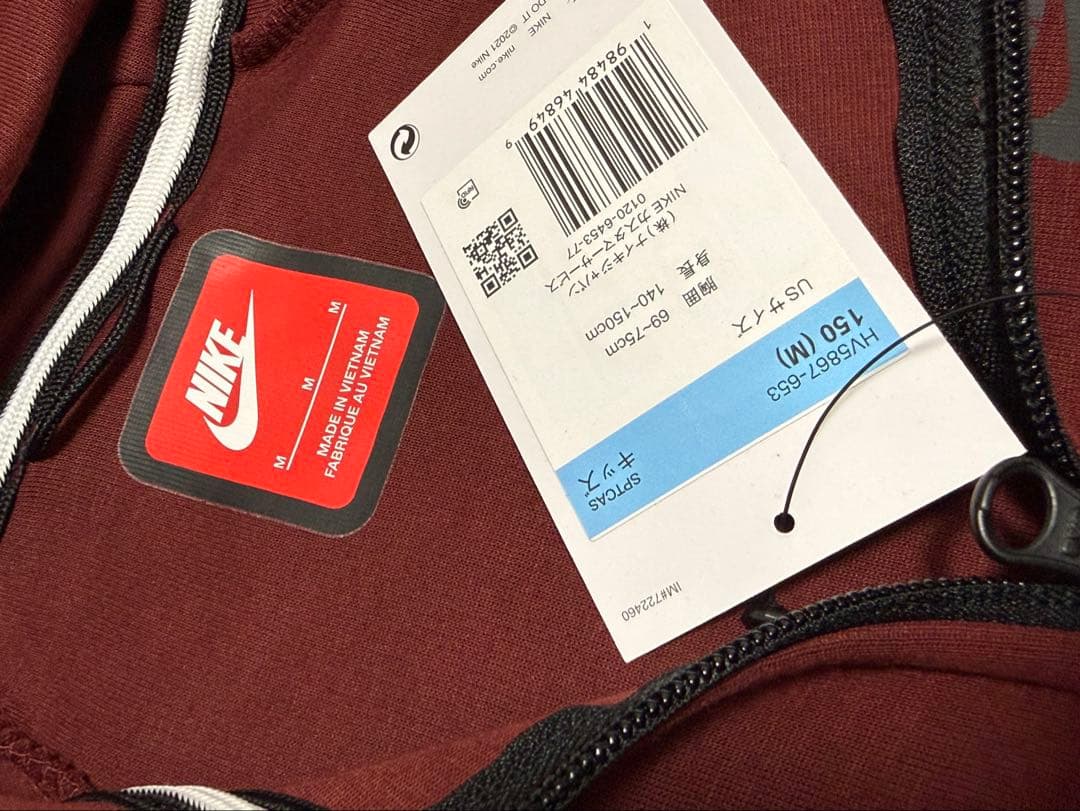 NIKE
M M M
MADE IN VIETNAM
FABRIQUE AU VIETNAM
SPTCAS
キッズ
HV5867-653
150 (M)
USサイズ
胸囲 69-75cm
身長 140-150cm
(株)ナイキジャパン
NIKE カスタマーサービス
0120-6453-77
1 98484 46849 9
DO IT ©2021 Nike
NIKE nike.com
IM#722460